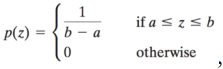 p(z) = { 1/(b − a) if a ≤ z ≤ b
0 otherwise ,